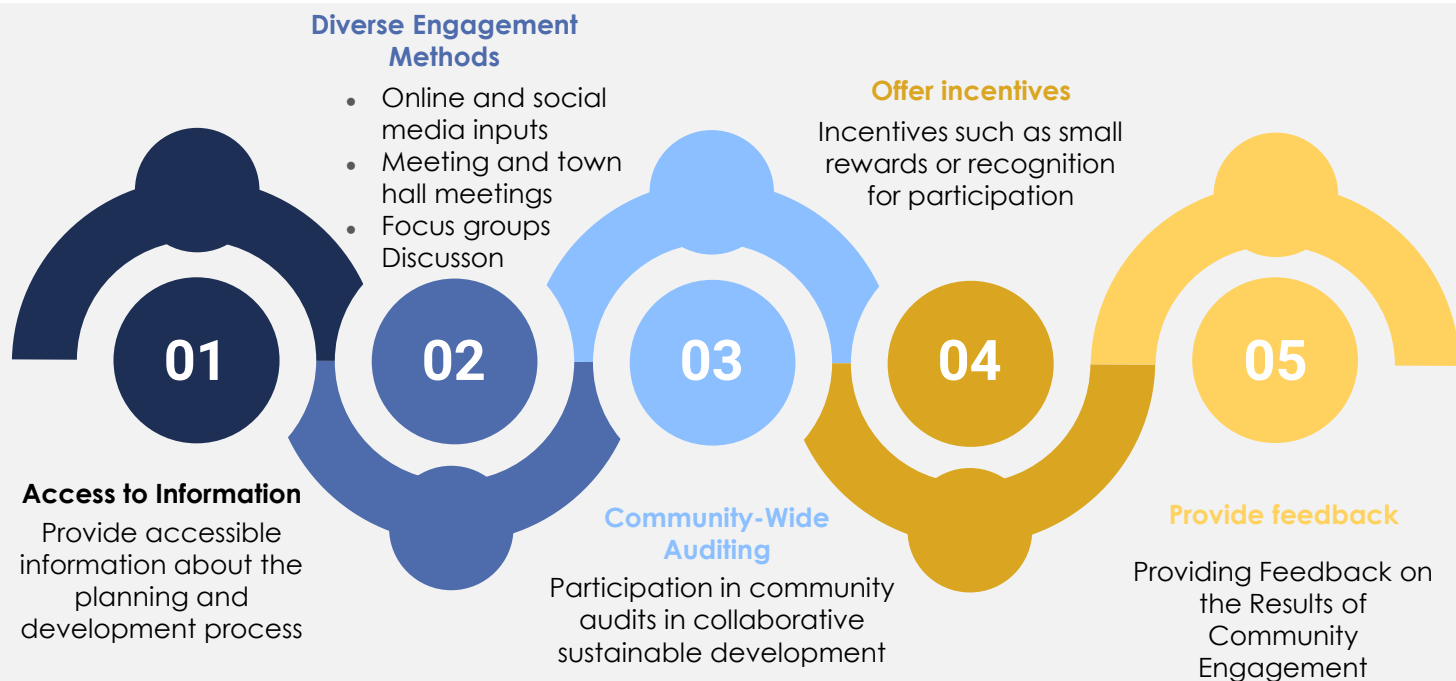 01
Access to Information
Provide accessible
information about the
planning and
development process
Diverse Engagement
Methods
• Online and social
media inputs
• Meeting and town
hall meetings
• Focus groups
Discusson
02
03
Community-Wide
Auditing
Participation in community
audits in collaborative
sustainable development
Offer incentives
Incentives such as small
rewards or recognition
for participation
04
05
Provide feedback
Providing Feedback on
the Results of
Community
Engagement